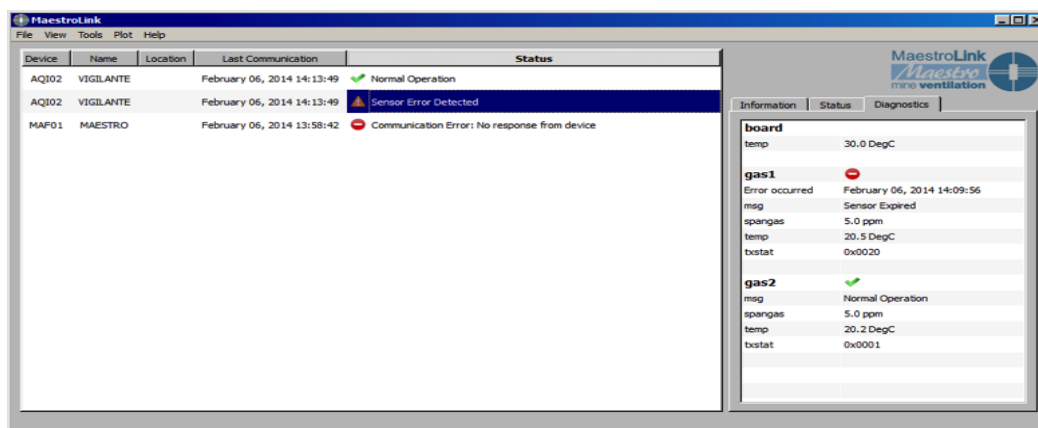 MaestroLink
File View Tools Plot Help
Device Name Location Last Communication Status
AQI02 VIGILANTE February 06, 2014 14:13:49 Normal Operation
AQI02 VIGILANTE February 06, 2014 14:13:49 Sensor Error Detected
MAF01 MAESTRO February 06, 2014 13:58:42 Communication Error: No response from device
MaestroLink
Maestro
mine ventilation
Information Status Diagnostics
board
temp 30.0 DegC
gas1
Error occurred February 06, 2014 14:09:56
msg Sensor Expired
spangas 5.0 ppm
temp 20.5 DegC
txstat 0x0020
gas2
msg Normal Operation
spangas 5.0 ppm
temp 20.2 DegC
txstat 0x0001